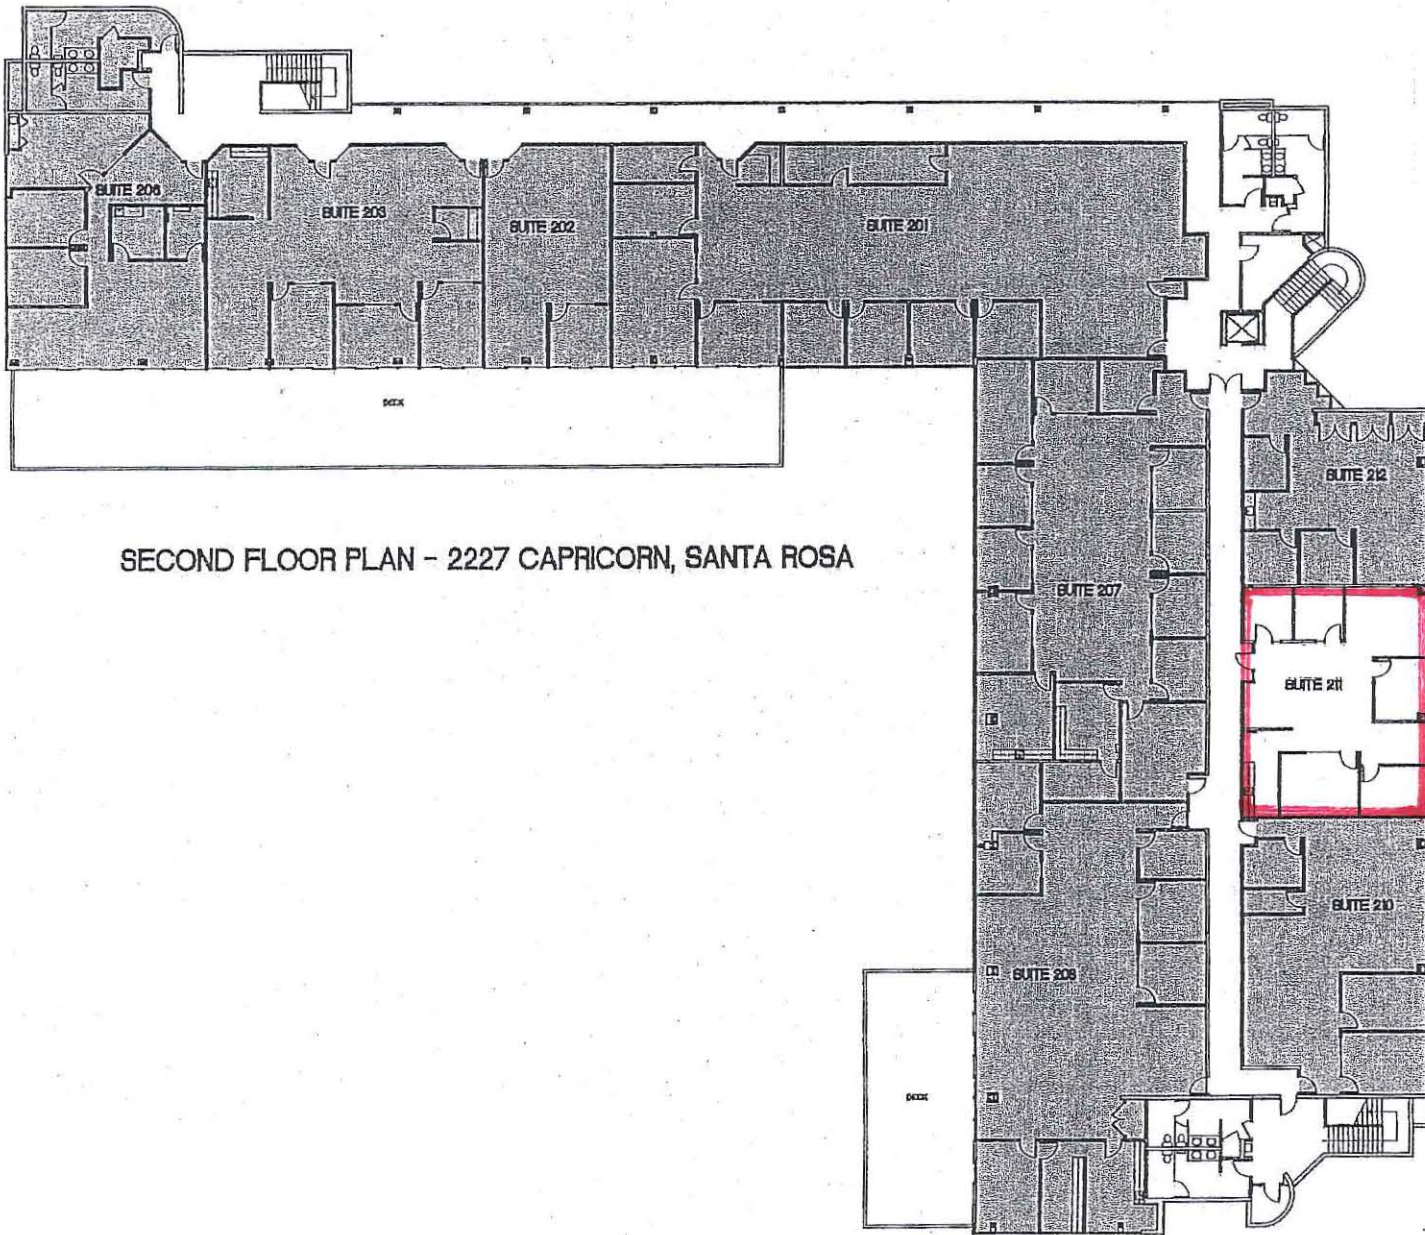 SUITE 206
SUITE 203
SUITE 202
SUITE 201
DECK
SUITE 212
SECOND FLOOR PLAN - 2227 CAPRICORN, SANTA ROSA
SUITE 207
SUITE 211
SUITE 210
SUITE 208
DECK